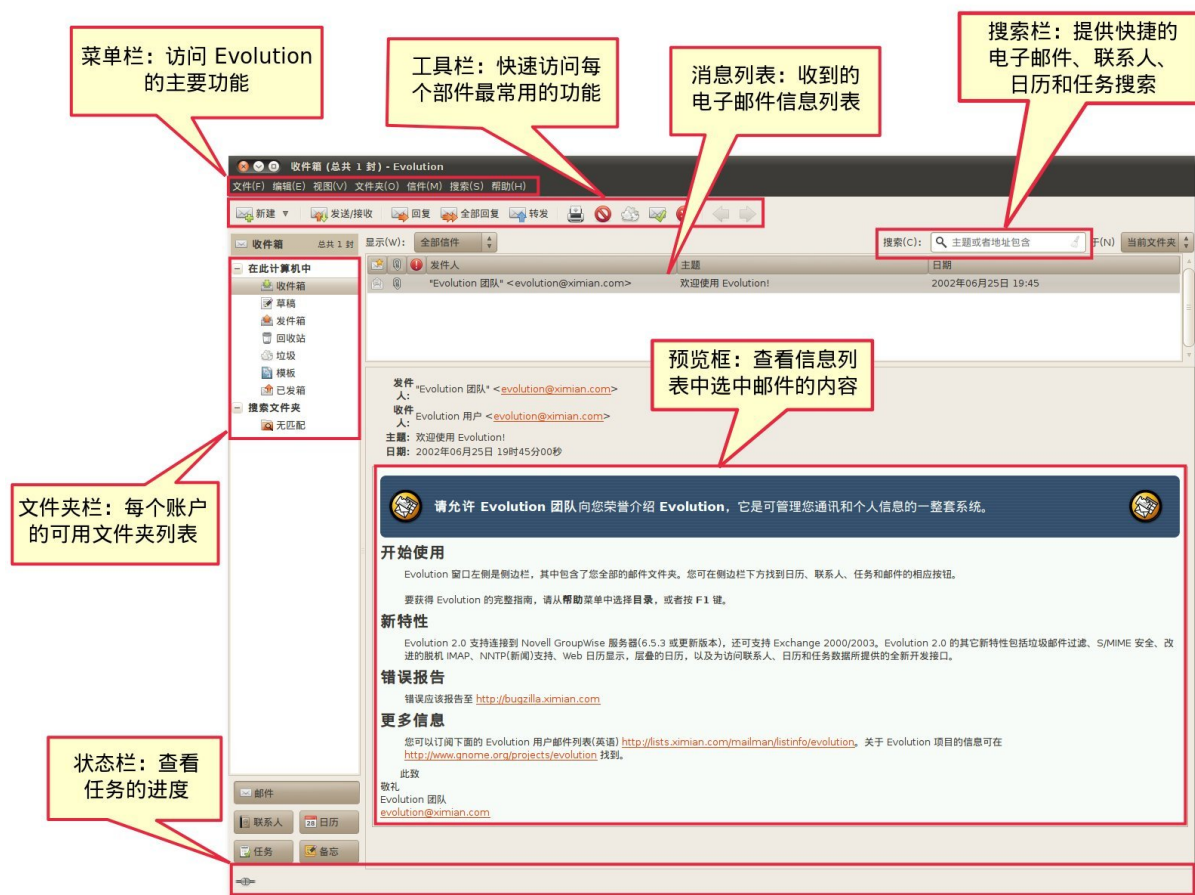 菜单栏：访问 Evolution
的主要功能
工具栏：快速访问每
个部件最常用的功能
消息列表：收到的
电子邮件信息列表
搜索栏：提供快捷的
电子邮件、联系人、
日历和任务搜索
收件箱 (总共 1 封) - Evolution
文件(F) 编辑(E) 视图(V) 文件夹(O) 信件(M) 搜索(S) 帮助(H)
新建 发送/接收 回复 全部回复 转发
收件箱 总共 1 封
显示(W): 全部信件 搜索(C): 主题或者地址包含 于(N) 当前文件夹
发件人 主题 日期
"Evolution 团队" <evolution@ximian.com> 欢迎使用 Evolution! 2002年06月25日 19:45
在此计算机中
收件箱
草稿
发件箱
回收站
垃圾
模板
已发箱
搜索文件夹
无匹配
预览框：查看信息列
表中选中邮件的内容
发件人: "Evolution 团队" <evolution@ximian.com>
收件人: Evolution 用户 <evolution@ximian.com>
主题: 欢迎使用 Evolution!
日期: 2002年06月25日 19时45分00秒
文件夹栏：每个账户
的可用文件夹列表
请允许 Evolution 团队向您荣誉介绍 Evolution，它是可管理您通讯和个人信息的一整套系统。
开始使用
Evolution 窗口左侧是侧边栏，其中包含了您全部的邮件文件夹。您可在侧边栏下方找到日历、联系人、任务和邮件的相应按钮。
要获得 Evolution 的完整指南，请从帮助菜单中选择目录，或者按 F1 键。
新特性
Evolution 2.0 支持连接到 Novell GroupWise 服务器(6.5.3 或更新版本)，还可支持 Exchange 2000/2003。Evolution 2.0 的其它新特性包括垃圾邮件过滤、S/MIME 安全、改
进的脱机 IMAP、NNTP(新闻)支持、Web 日历显示，层叠的日历，以及为访问联系人、日历和任务数据所提供的全新开发接口。
错误报告
错误应该报告至 http://bugzilla.ximian.com
更多信息
您可以订阅下面的 Evolution 用户邮件列表(英语) http://lists.ximian.com/mailman/listinfo/evolution。关于 Evolution 项目的信息可在
http://www.gnome.org/projects/evolution 找到。
此致
敬礼
Evolution 团队
evolution@ximian.com
状态栏：查看
任务的进度
邮件
联系人 28 日历
任务 备忘